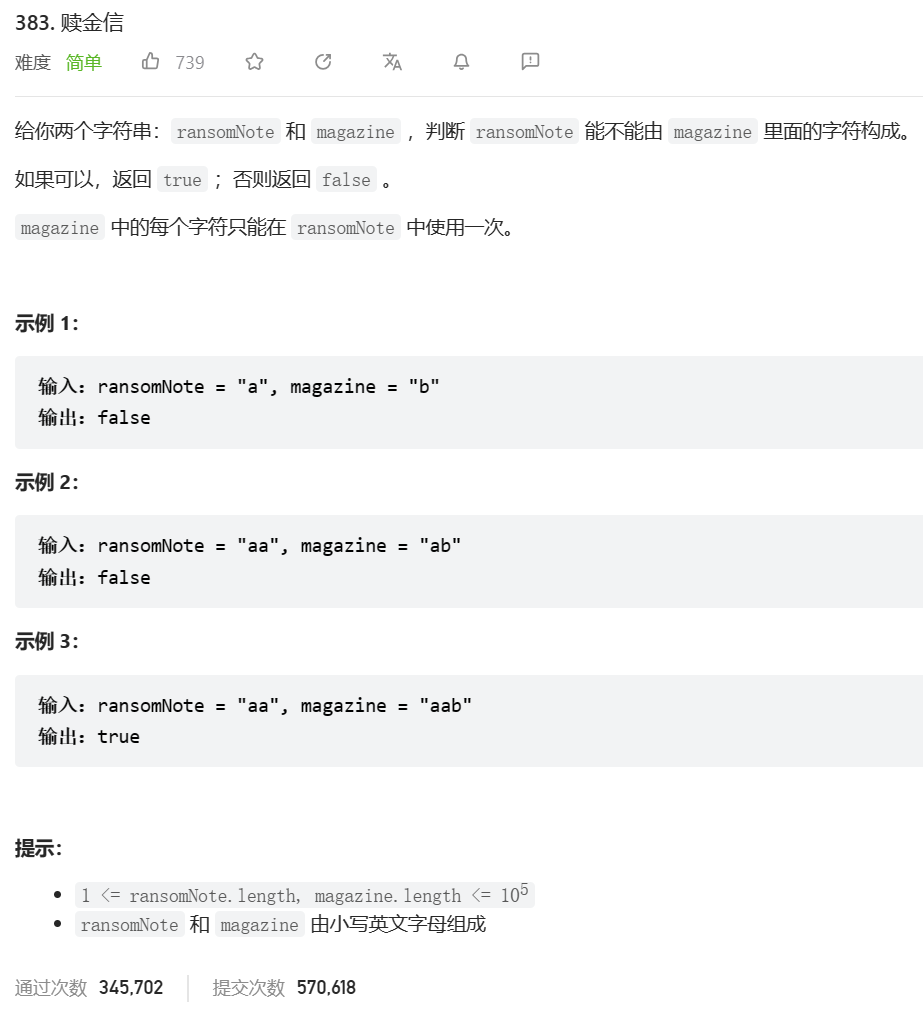 383. 赎金信
难度 简单 739
给你两个字符串：ransomNote 和 magazine ，判断 ransomNote 能不能由 magazine 里面的字符构成。
如果可以，返回 true ；否则返回 false 。
magazine 中的每个字符只能在 ransomNote 中使用一次。
示例 1：
输入：ransomNote = "a", magazine = "b"
输出：false
示例 2：
输入：ransomNote = "aa", magazine = "ab"
输出：false
示例 3：
输入：ransomNote = "aa", magazine = "aab"
输出：true
提示：
• 1 <= ransomNote.length, magazine.length <= 10⁵
• ransomNote 和 magazine 由小写英文字母组成
通过次数 345,702 提交次数 570,618